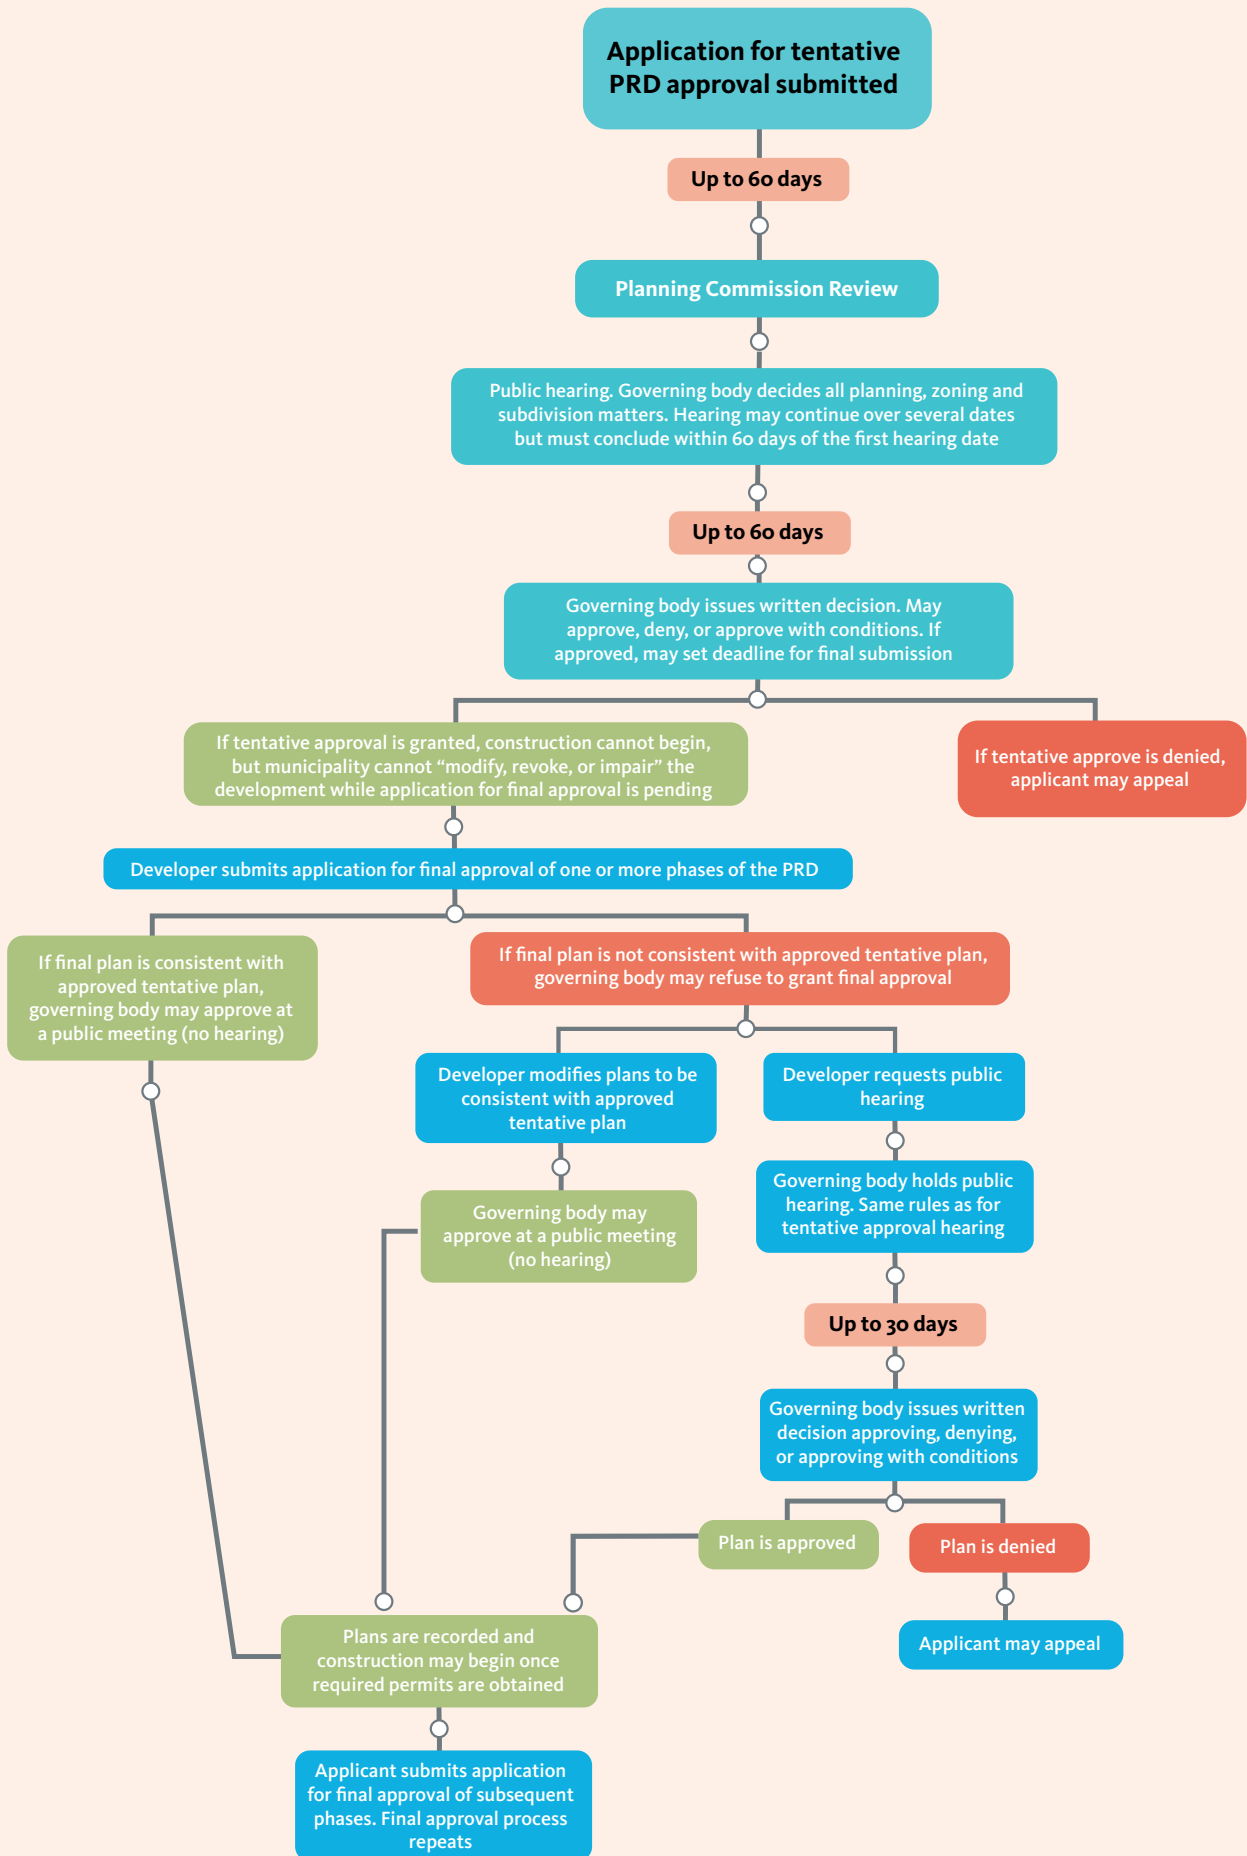 Application for tentative
PRD approval submitted
Up to 60 days
Planning Commission Review
Public hearing. Governing body decides all planning, zoning and
subdivision matters. Hearing may continue over several dates
but must conclude within 60 days of the first hearing date
Up to 60 days
Governing body issues written decision. May
approve, deny, or approve with conditions. If
approved, may set deadline for final submission
If tentative approval is granted, construction cannot begin,
but municipality cannot “modify, revoke, or impair” the
development while application for final approval is pending
If tentative approve is denied,
applicant may appeal
Developer submits application for final approval of one or more phases of the PRD
If final plan is consistent with
approved tentative plan,
governing body may approve at
a public meeting (no hearing)
If final plan is not consistent with approved tentative plan,
governing body may refuse to grant final approval
Developer modifies plans to be
consistent with approved
tentative plan
Developer requests public
hearing
Governing body may
approve at a public meeting
(no hearing)
Governing body holds public
hearing. Same rules as for
tentative approval hearing
Up to 30 days
Governing body issues written
decision approving, denying,
or approving with conditions
Plan is approved
Plan is denied
Applicant may appeal
Plans are recorded and
construction may begin once
required permits are obtained
Applicant submits application
for final approval of subsequent
phases. Final approval process
repeats